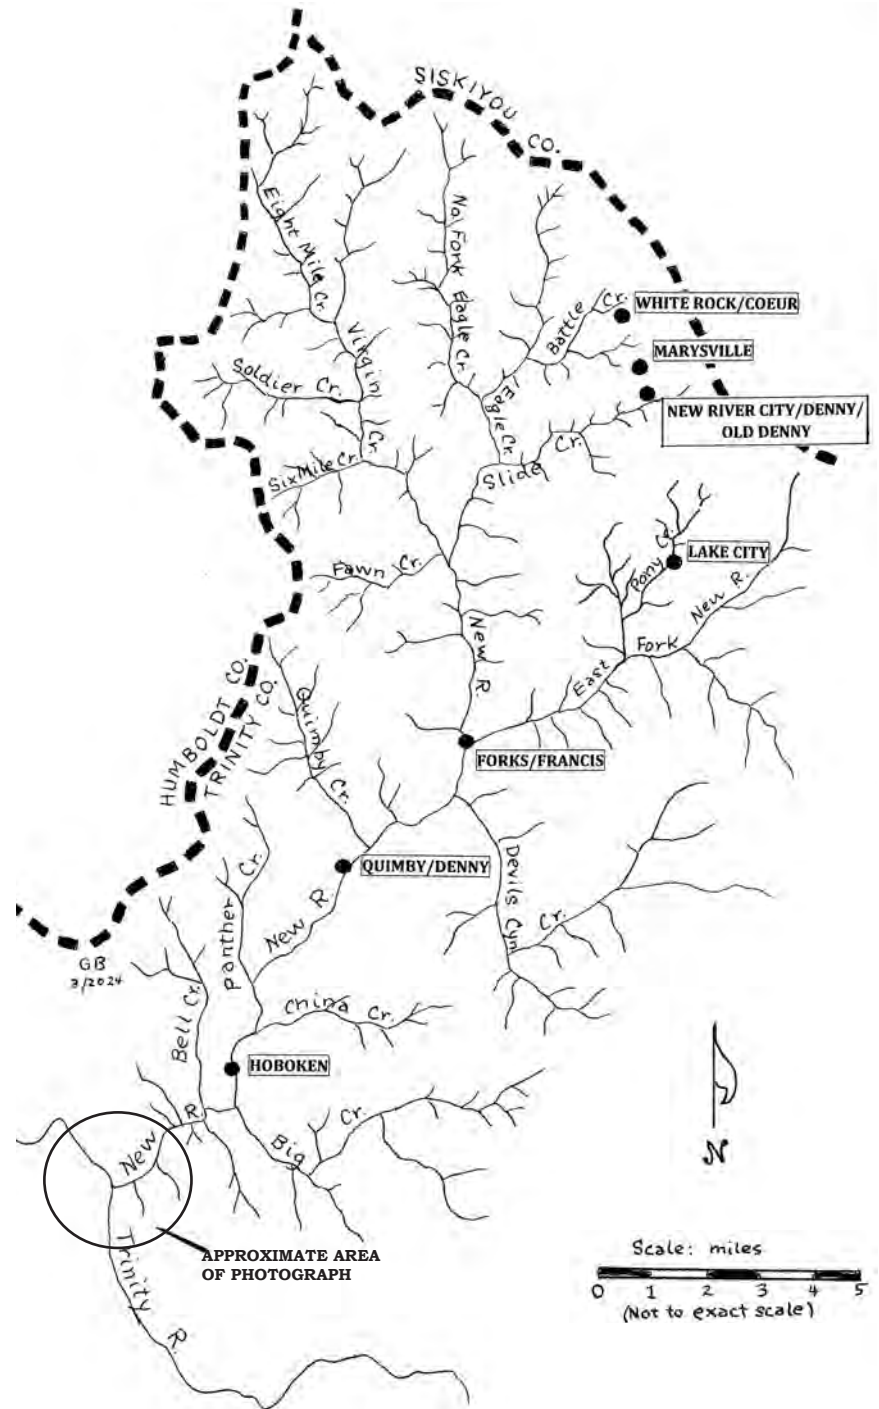 SISKIYOU CO.
Eight Mile Cr.
No Fork Eagle Cr.
Battle Cr.
WHITE ROCK/COEUR
Virgin Cr.
MARYSVILLE
Soldier Cr.
Eagle Cr.
NEW RIVER CITY/DENNY/
OLD DENNY
Six Mile Cr.
Slide Cr.
Fawn Cr.
Pony Cr.
LAKE CITY
New R.
East Fork New R.
HUMBOLDT CO.
TRINITY CO.
Quimby Cr.
FORKS/FRANCIS
Panther Cr.
QUIMBY/DENNY
New R.
Devils Cyn Cr.
GB
3/2024
Bell Cr.
China Cr.
HOBOKEN
New R.
Big Cr.
N
Trinity R.
APPROXIMATE AREA
OF PHOTOGRAPH
Scale: miles
0 1 2 3 4 5
(Not to exact scale)